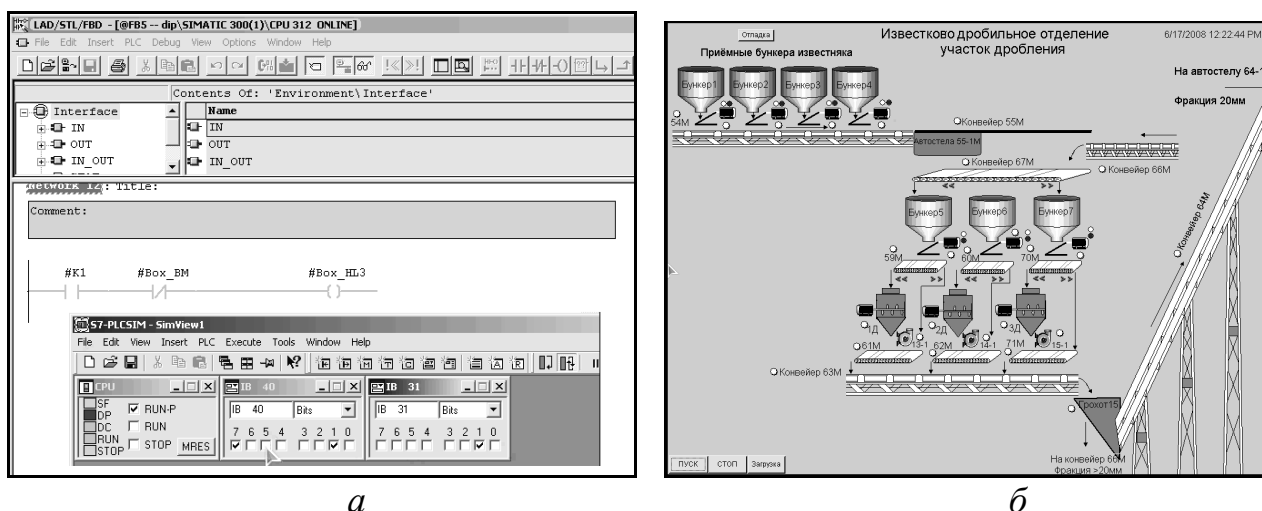 LAD/STL/FBD - [@FB5 -- dip\SIMATIC 300(1)\CPU 312 ONLINE]
File Edit Insert PLC Debug View Options Window Help
Contents Of: 'Environment\Interface'
Interface
IN
OUT
IN_OUT
Name
IN
OUT
IN_OUT
Network 12: Title:
Comment:
#K1 #Box_BM #Box_HL3
S7-PLCSIM - SimView1
File Edit View Insert PLC Execute Tools Window Help
CPU
SF
DP
DC
RUN
STOP
RUN-P
RUN
STOP
MRES
IB 40
IB 40 Bits
7 6 5 4 3 2 1 0
IB 31
IB 31 Bits
7 6 5 4 3 2 1 0
а
Отладка
Известково дробильное отделение
участок дробления
6/17/2008 12:22:44 PM
Приёмные бункера известняка
На автостелу 64-1
Фракция 20мм
Бункер1 Бункер2 Бункер3 Бункер4
54М
Конвейер 55М
Автостела 55-1М
Конвейер 67М
Конвейер 66М
Бункер5 Бункер6 Бункер7
Конвейер 64М
59М 60М 70М
1Д 2Д 3Д
13-1 14-1 15-1
61М 62М 71М
Конвейер 63М
Грохот15
На конвейер 66М
Фракция >20мм
ПУСК СТОП Загрузка
б